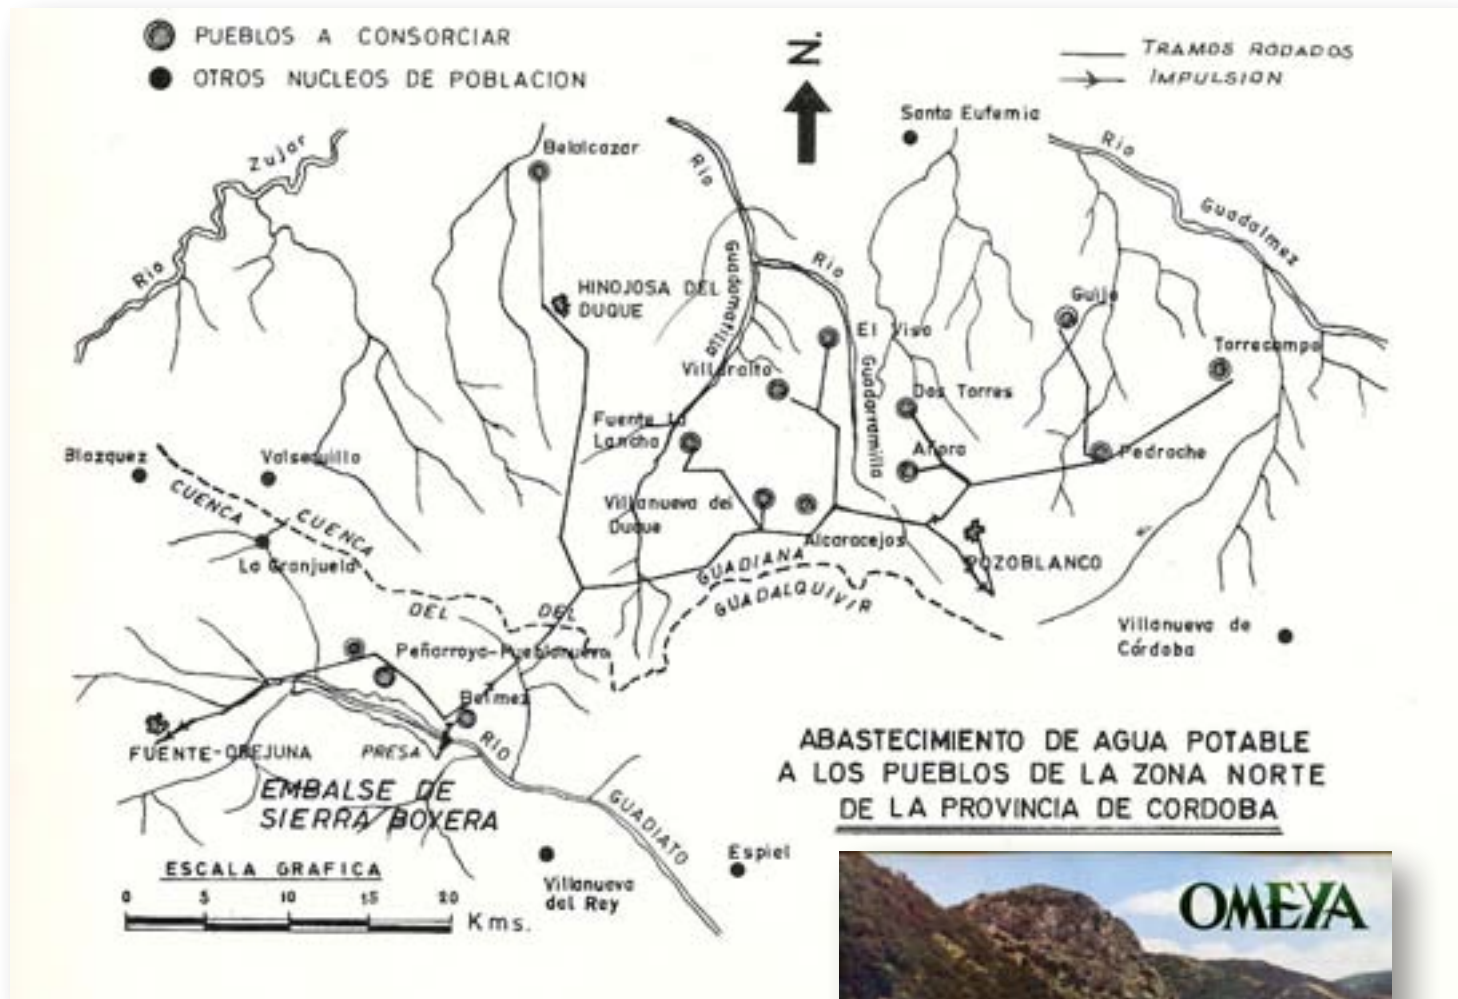 PUEBLOS A CONSORCIAR
OTROS NUCLEOS DE POBLACION
N.
TRAMOS RODADOS
IMPULSION
Santa Eufemia
Zujar
Rio
Belalcazar
Rio
Guadamatilla
Rio
Guadarramilla
Rio
Guadalmez
HINOJOSA DEL
DUQUE
Guijo
El Viso
Torrecampo
Villaralto
Dos Torres
Fuente La
Lancha
Añora
Pedroche
Blazquez
Valsequillo
CUENCA
CUENCA
Villanueva del
Duque
Alcaracejos
La Granjuela
GUADIANA
POZOBLANCO
DEL
DEL
GUADALQUIVIR
Villanueva de
Córdoba
Peñarroya-Pueblonuevo
Belmez
FUENTE-OBEJUNA
PRESA
RIO
GUADIATO
EMBALSE DE
SIERRA BOYERA
ABASTECIMIENTO DE AGUA POTABLE
A LOS PUEBLOS DE LA ZONA NORTE
DE LA PROVINCIA DE CORDOBA
ESCALA GRAFICA
0 5 10 15 20
Kms.
Villanueva
del Rey
Espiel
OMEYA